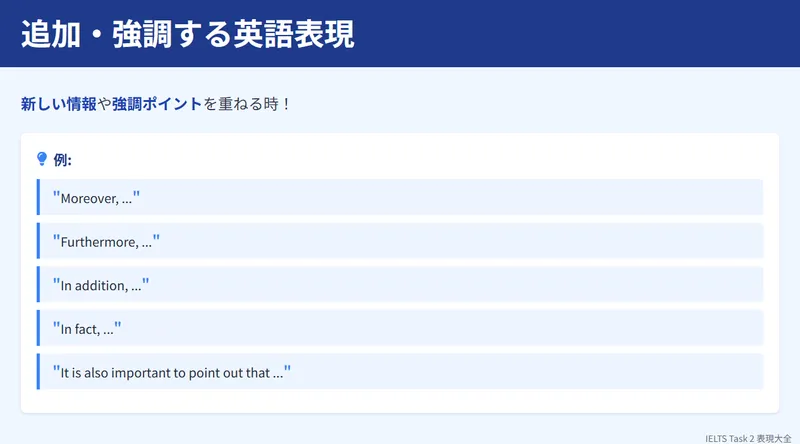 追加・強調する英語表現
新しい情報や強調ポイントを重ねる時！
例:
"Moreover, ..."
"Furthermore, ..."
"In addition, ..."
"In fact, ..."
"It is also important to point out that ..."
IELTS Task 2 表現大全